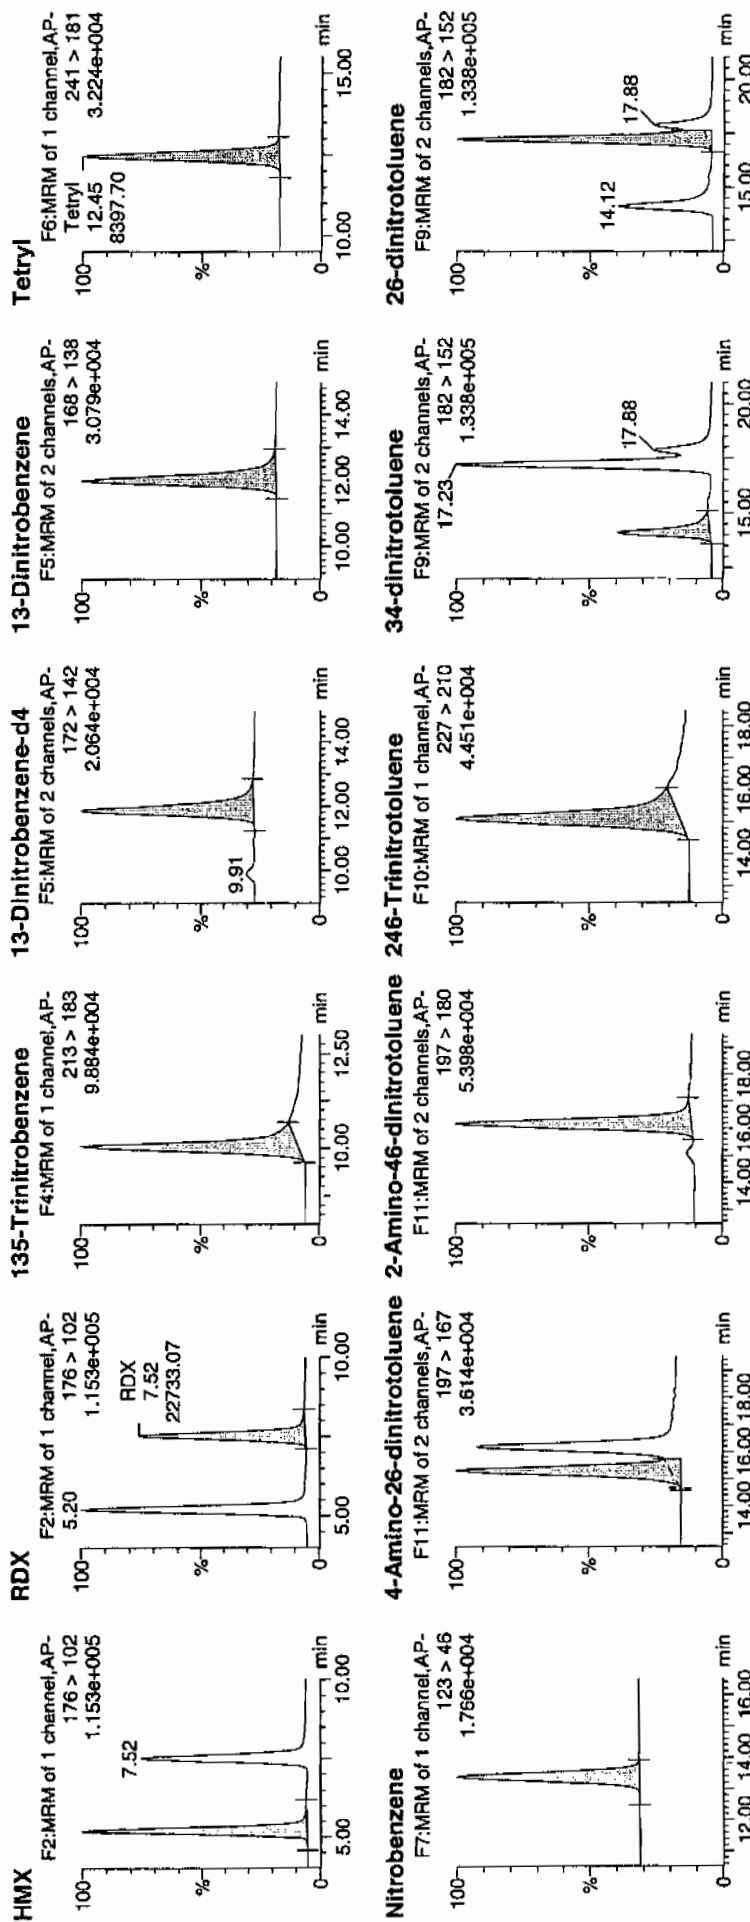 HMX
F2:MRM of 1 channel,AP-
176 > 102
1.153e+005
7.52
100
%
0
5.00
10.00
min
RDX
F2:MRM of 1 channel,AP-
5.20
176 > 102
1.153e+005
RDX
7.52
22733.07
100
%
0
5.00
10.00
min
135-Trinitrobenzene
F4:MRM of 1 channel,AP-
213 > 183
9.884e+004
100
%
0
10.00
12.50
min
13-Dinitrobenzene-d4
F5:MRM of 2 channels,AP-
172 > 142
2.064e+004
9.91
100
%
0
10.00
12.00
14.00
min
13-Dinitrobenzene
F5:MRM of 2 channels,AP-
168 > 138
3.079e+004
100
%
0
10.00
12.00
14.00
min
Tetryl
F6:MRM of 1 channel,AP-
Tetryl
241 > 181
12.45
3.224e+004
8397.70
100
%
0
10.00
15.00
min
Nitrobenzene
F7:MRM of 1 channel,AP-
123 > 46
1.766e+004
100
%
0
12.00
14.00
16.00
min
4-Amino-26-dinitrotoluene
F11:MRM of 2 channels,AP-
197 > 167
3.614e+004
100
%
0
14.00
16.00
18.00
min
2-Amino-46-dinitrotoluene
F11:MRM of 2 channels,AP-
197 > 180
5.398e+004
100
%
0
14.00
16.00
18.00
min
246-Trinitrotoluene
F10:MRM of 1 channel,AP-
227 > 210
4.451e+004
100
%
0
14.00
16.00
18.00
min
34-dinitrotoluene
F9:MRM of 2 channels,AP-
17.23
182 > 152
1.338e+005
17.88
100
%
0
15.00
20.00
min
26-dinitrotoluene
F9:MRM of 2 channels,AP-
182 > 152
1.338e+005
17.88
14.12
100
%
0
15.00
20.00
min